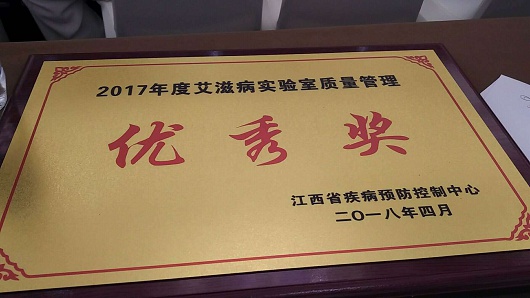 2017年度艾滋病实验室质量管理
优秀奖
江西省疾病预防控制中心
二〇一八年四月